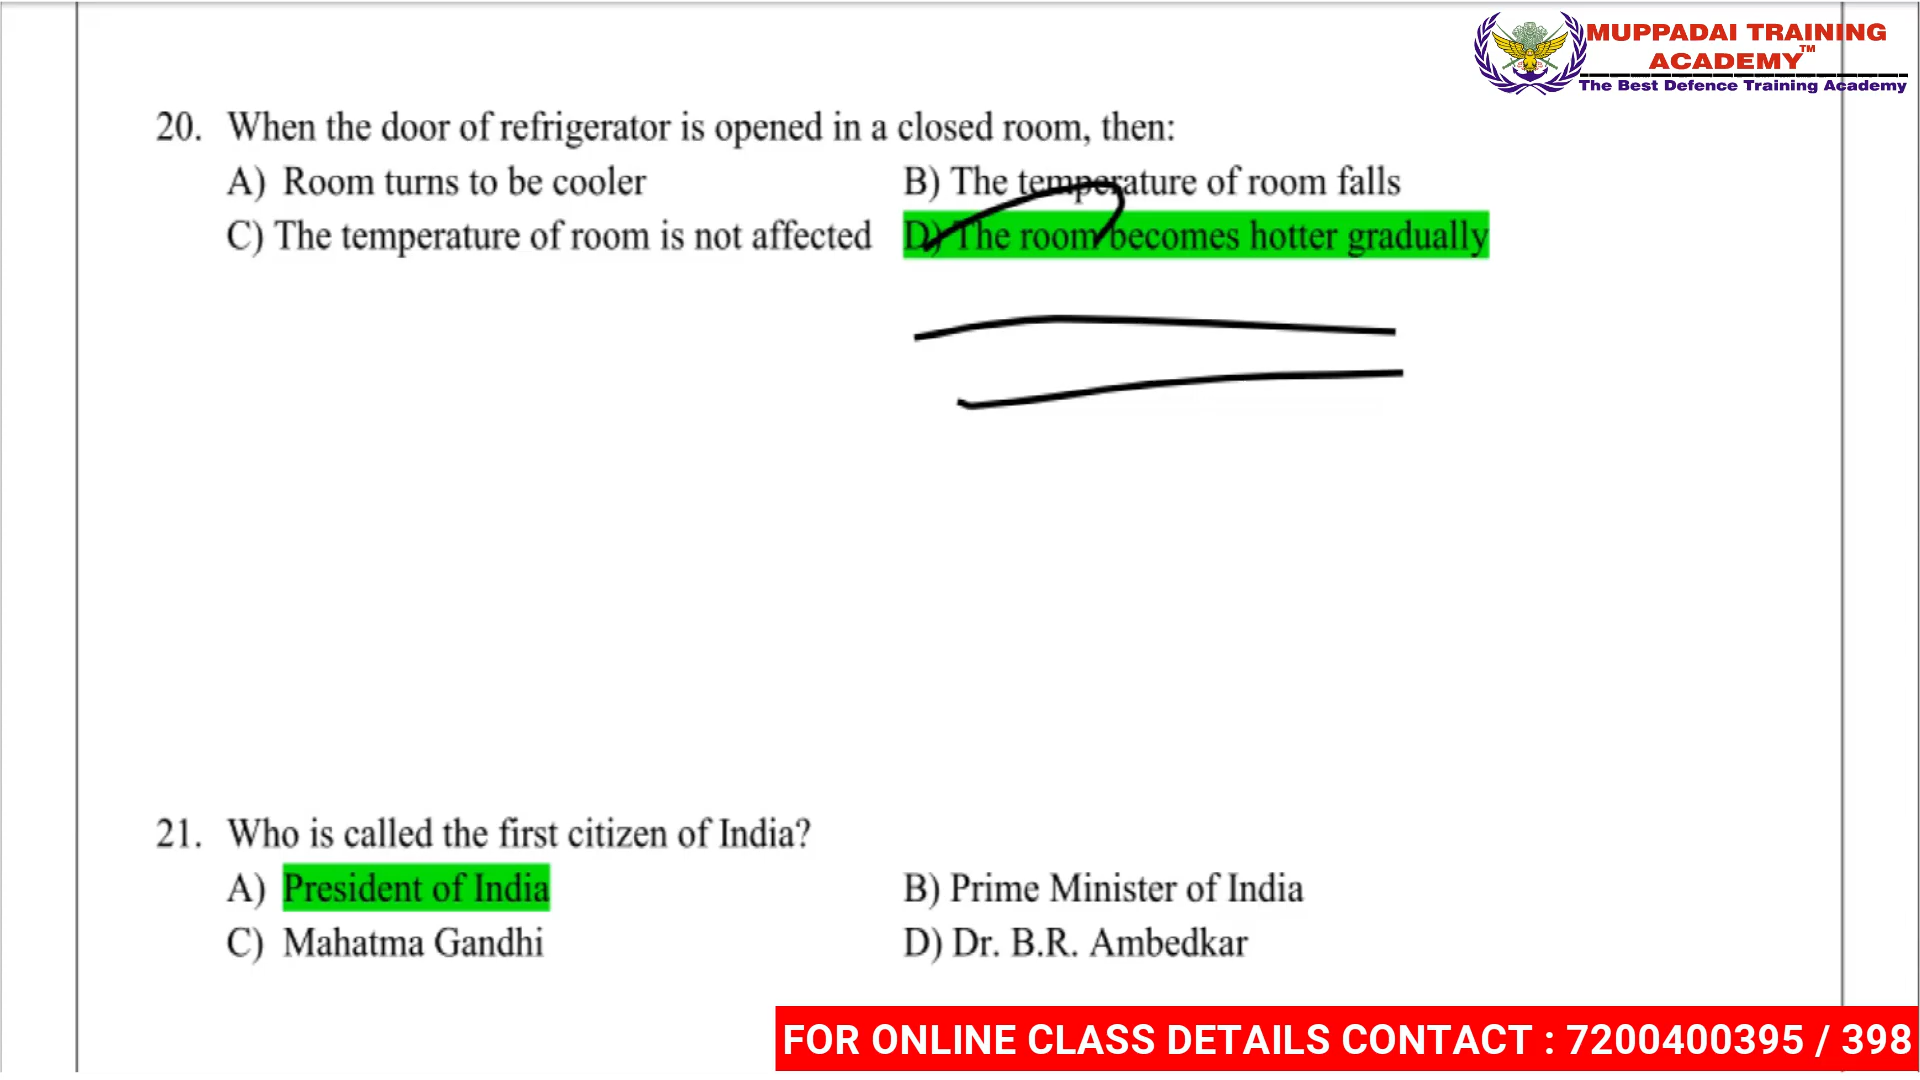 MUPPADAI TRAINING
ACADEMY™
The Best Defence Training Academy
20. When the door of refrigerator is opened in a closed room, then:
A) Room turns to be cooler B) The temperature of room falls
C) The temperature of room is not affected D) The room becomes hotter gradually
21. Who is called the first citizen of India?
A) President of India B) Prime Minister of India
C) Mahatma Gandhi D) Dr. B.R. Ambedkar
FOR ONLINE CLASS DETAILS CONTACT : 7200400395 / 398